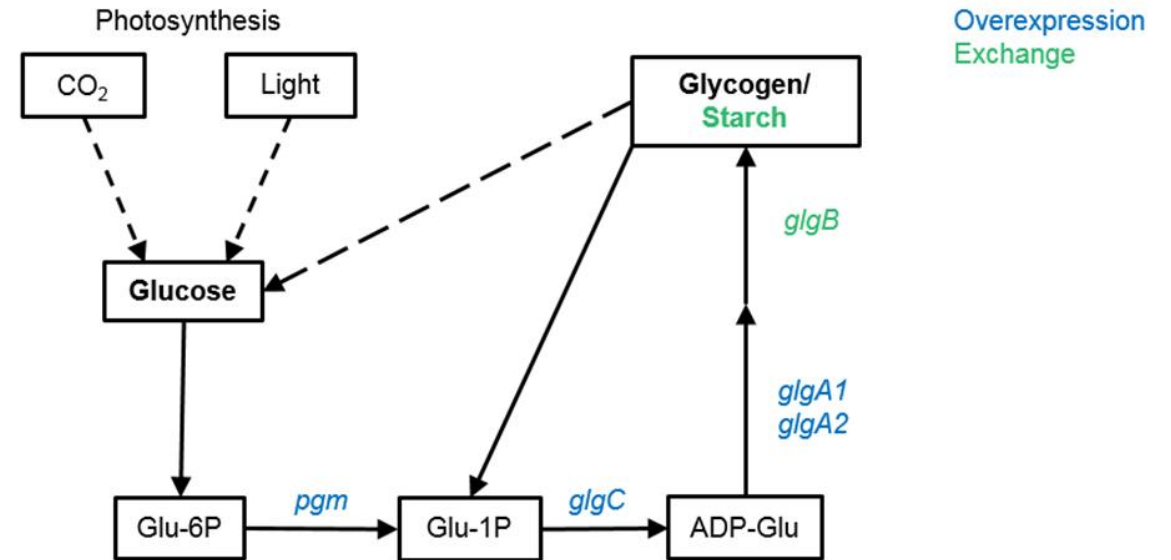 Photosynthesis
Overexpression
Exchange
CO₂
Light
Glycogen/
Starch
glgB
Glucose
glgA1
glgA2
pgm
glgC
Glu-6P
Glu-1P
ADP-Glu